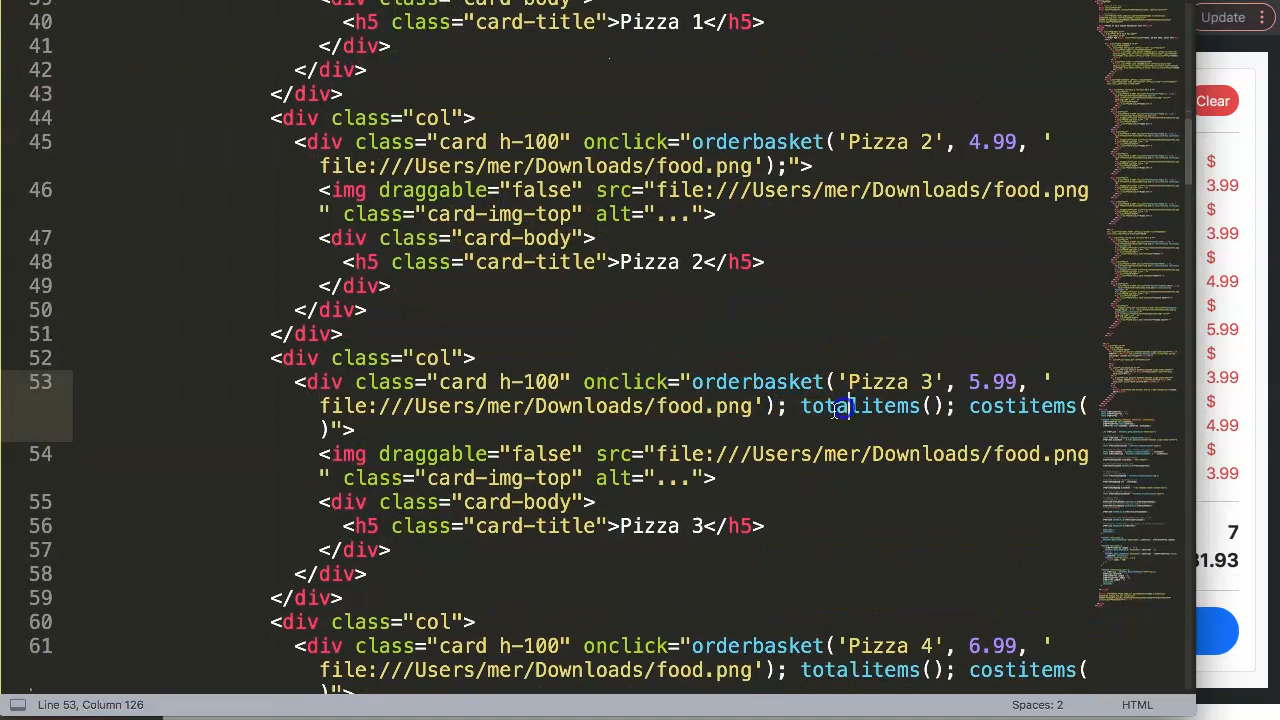 39 <div class="card-body">
40 <h5 class="card-title">Pizza 1</h5>
41 </div>
42 </div>
43 </div>
44 <div class="col">
45 <div class="card h-100" onclick="orderbasket('Pizza 2', 4.99, '
file:///Users/mer/Downloads/food.png');">
46 <img draggable="false" src="file:///Users/mer/Downloads/food.png
" class="card-img-top" alt="...">
47 <div class="card-body">
48 <h5 class="card-title">Pizza 2</h5>
49 </div>
50 </div>
51 </div>
52 <div class="col">
53 <div class="card h-100" onclick="orderbasket('Pizza 3', 5.99, '
file:///Users/mer/Downloads/food.png'); totalitems(); costitems(
)">
54 <img draggable="false" src="file:///Users/mer/Downloads/food.png
" class="card-img-top" alt="...">
55 <div class="card-body">
56 <h5 class="card-title">Pizza 3</h5>
57 </div>
58 </div>
59 </div>
60 <div class="col">
61 <div class="card h-100" onclick="orderbasket('Pizza 4', 6.99, '
file:///Users/mer/Downloads/food.png'); totalitems(); costitems(
)">
Line 53, Column 126
Spaces: 2
HTML
Update
Clear
$
3.99
$
3.99
$
4.99
$
5.99
$
3.99
$
4.99
$
3.99
7
31.93